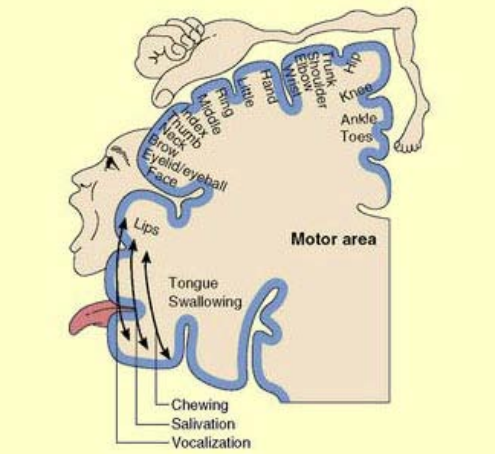 Hip
Trunk
Shoulder
Elbow
Wrist
Hand
Little
Ring
Middle
Index
Thumb
Neck
Brow
Eyelid/eyeball
Face
Knee
Ankle
Toes
Lips
Motor area
Tongue
Swallowing
Chewing
Salivation
Vocalization